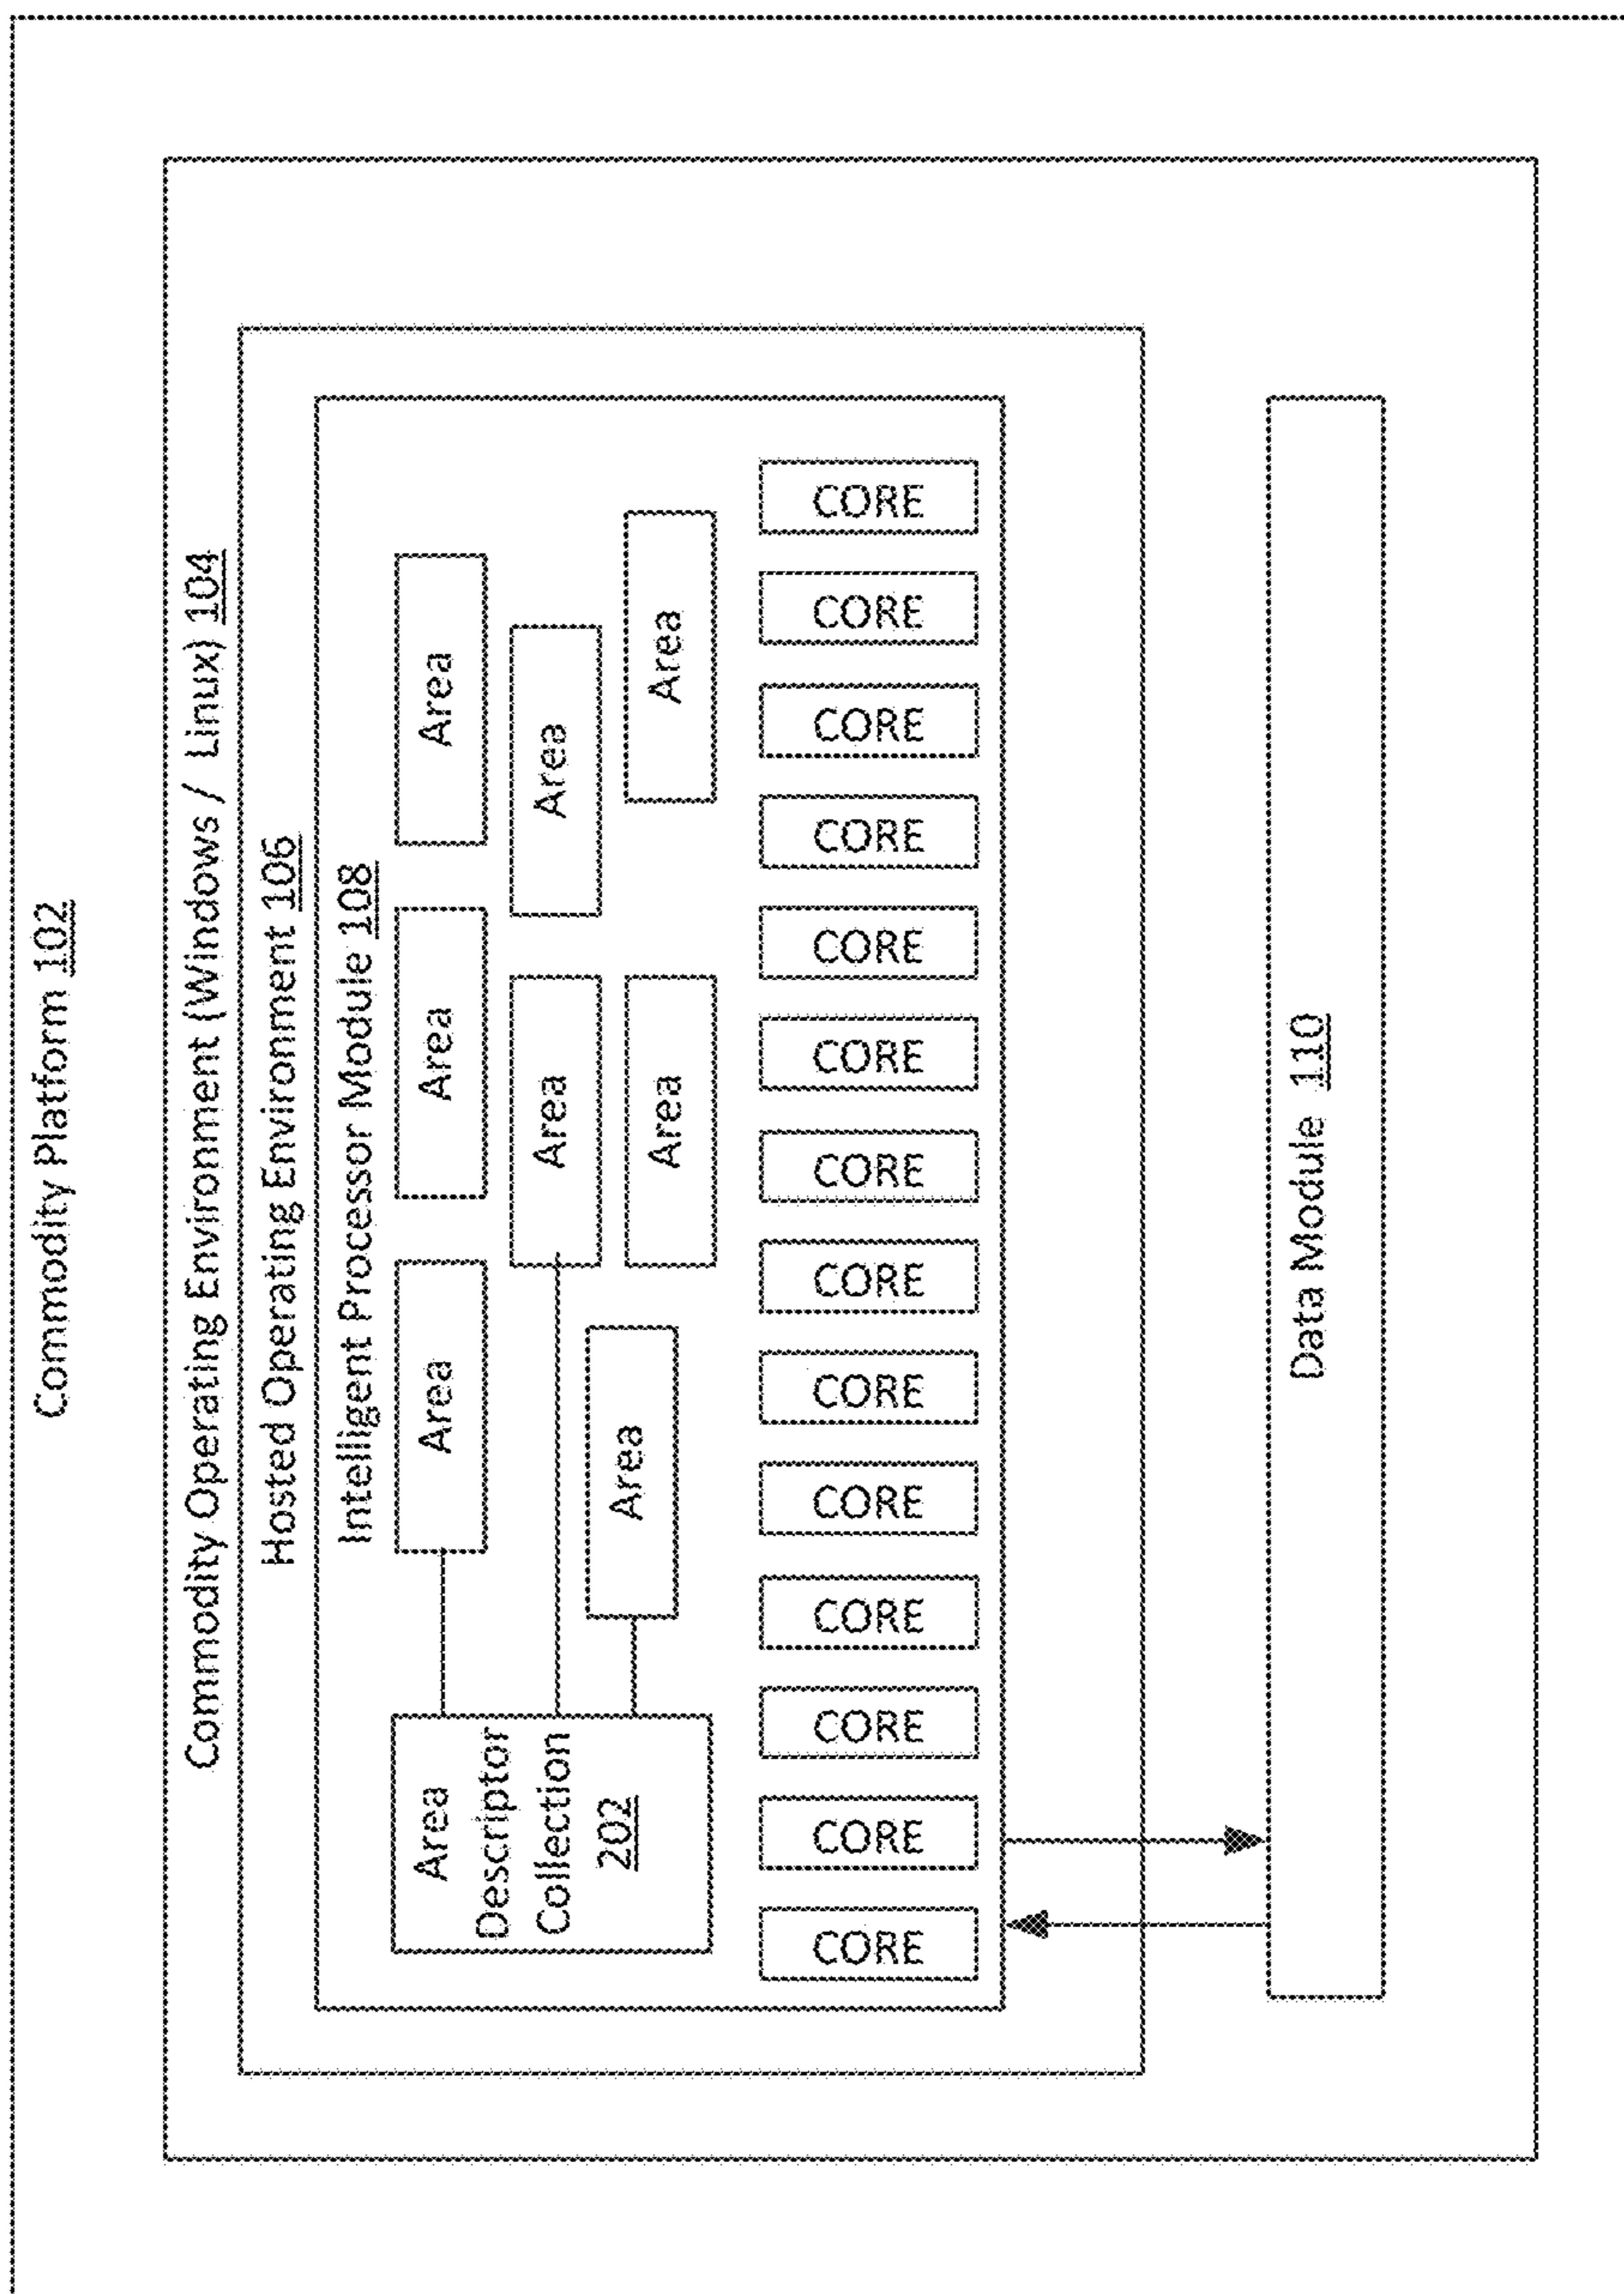 Commodity Platform 102
Commodity Operating Environment (Windows / Linux) 104
Hosted Operating Environment 106
Intelligent Processor Module 108
Area
Descriptor
Collection
202
Area
Area
Area
Area
Area
Area
Area
Area
CORE
CORE
CORE
CORE
CORE
CORE
CORE
CORE
CORE
CORE
CORE
CORE
CORE
CORE
Data Module 110